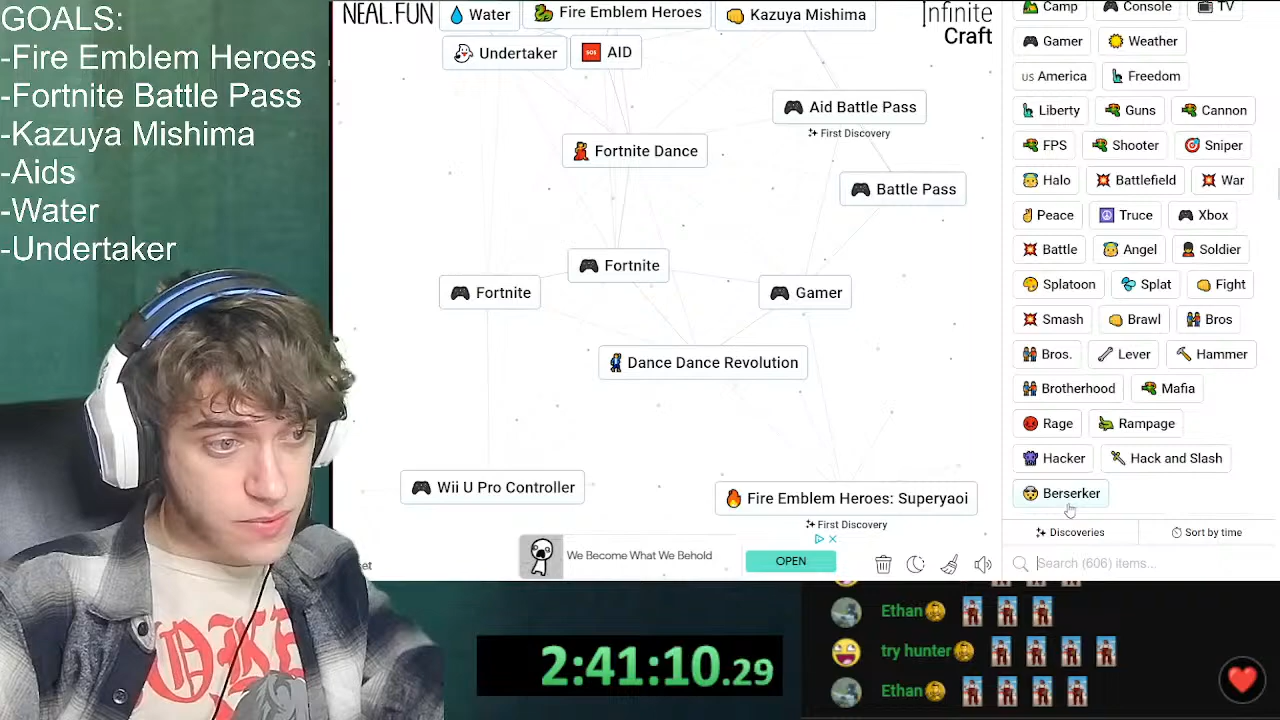 GOALS:
-Fire Emblem Heroes
-Fortnite Battle Pass
-Kazuya Mishima
-Aids
-Water
-Undertaker
NEAL.FUN
Water
Fire Emblem Heroes
Kazuya Mishima
Infinite
Craft
Undertaker
SOS AID
Aid Battle Pass
First Discovery
Fortnite Dance
Battle Pass
Fortnite
Fortnite
Gamer
Dance Dance Revolution
Wii U Pro Controller
Fire Emblem Heroes: Superyaoi
First Discovery
We Become What We Behold
OPEN
set
Camp Console TV
Gamer Weather
US America Freedom
Liberty Guns Cannon
FPS Shooter Sniper
Halo Battlefield War
Peace Truce Xbox
Battle Angel Soldier
Splatoon Splat Fight
Smash Brawl Bros
Bros. Lever Hammer
Brotherhood Mafia
Rage Rampage
Hacker Hack and Slash
Berserker
Discoveries Sort by time
Search (606) items...
2:41:10.29
Ethan
try hunter
Ethan